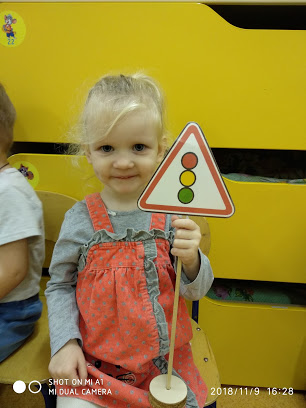 SHOT ON MI A1
MI DUAL CAMERA
2018/11/9 16:28